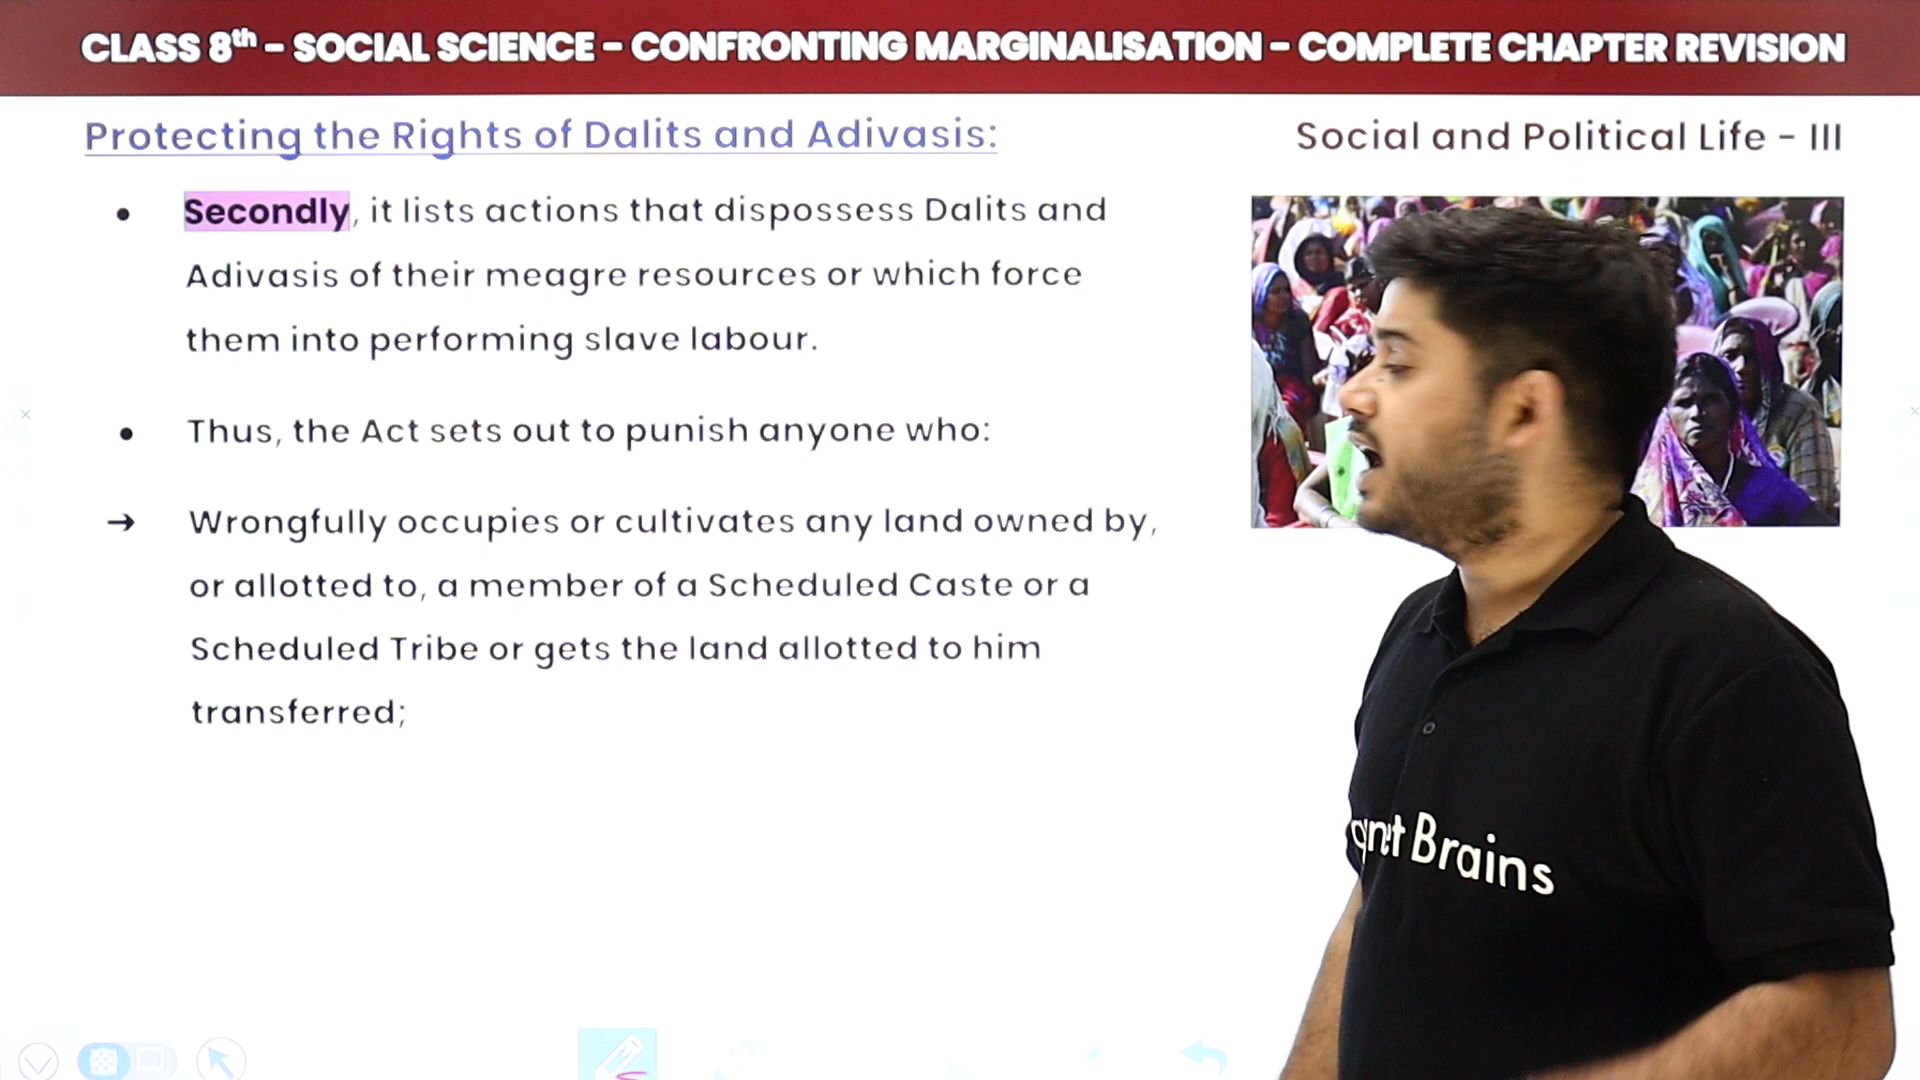 CLASS 8th – SOCIAL SCIENCE – CONFRONTING MARGINALISATION – COMPLETE CHAPTER REVISION
Protecting the Rights of Dalits and Adivasis:
Social and Political Life – III
• Secondly, it lists actions that dispossess Dalits and
Adivasis of their meagre resources or which force
them into performing slave labour.
• Thus, the Act sets out to punish anyone who:
→ Wrongfully occupies or cultivates any land owned by,
or allotted to, a member of a Scheduled Caste or a
Scheduled Tribe or gets the land allotted to him
transferred;
Brains